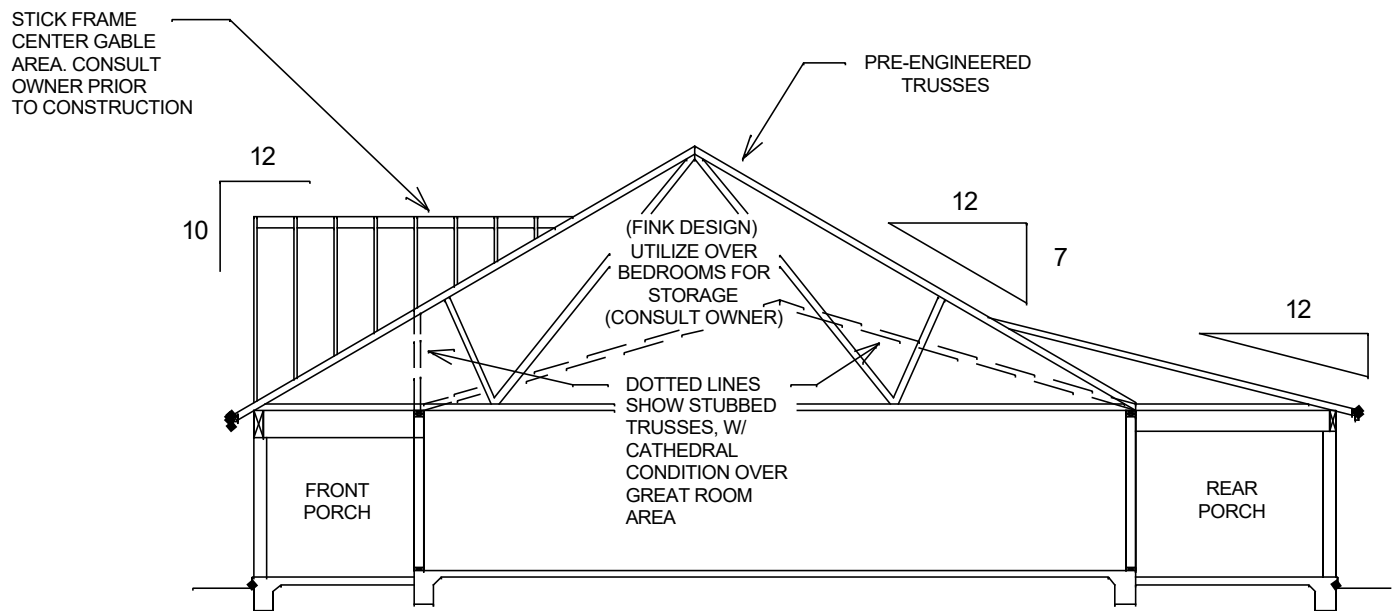 STICK FRAME
CENTER GABLE
AREA. CONSULT
OWNER PRIOR
TO CONSTRUCTION
PRE-ENGINEERED
TRUSSES
12
10
12
7
12
(FINK DESIGN)
UTILIZE OVER
BEDROOMS FOR
STORAGE
(CONSULT OWNER)
DOTTED LINES
SHOW STUBBED
TRUSSES, W/
CATHEDRAL
CONDITION OVER
GREAT ROOM
AREA
FRONT
PORCH
REAR
PORCH